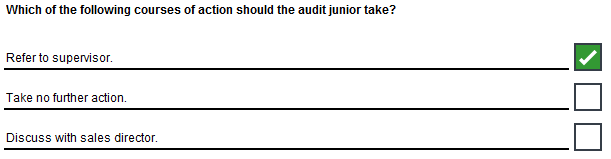 Which of the following courses of action should the audit junior take?
Refer to supervisor.
Take no further action.
Discuss with sales director.